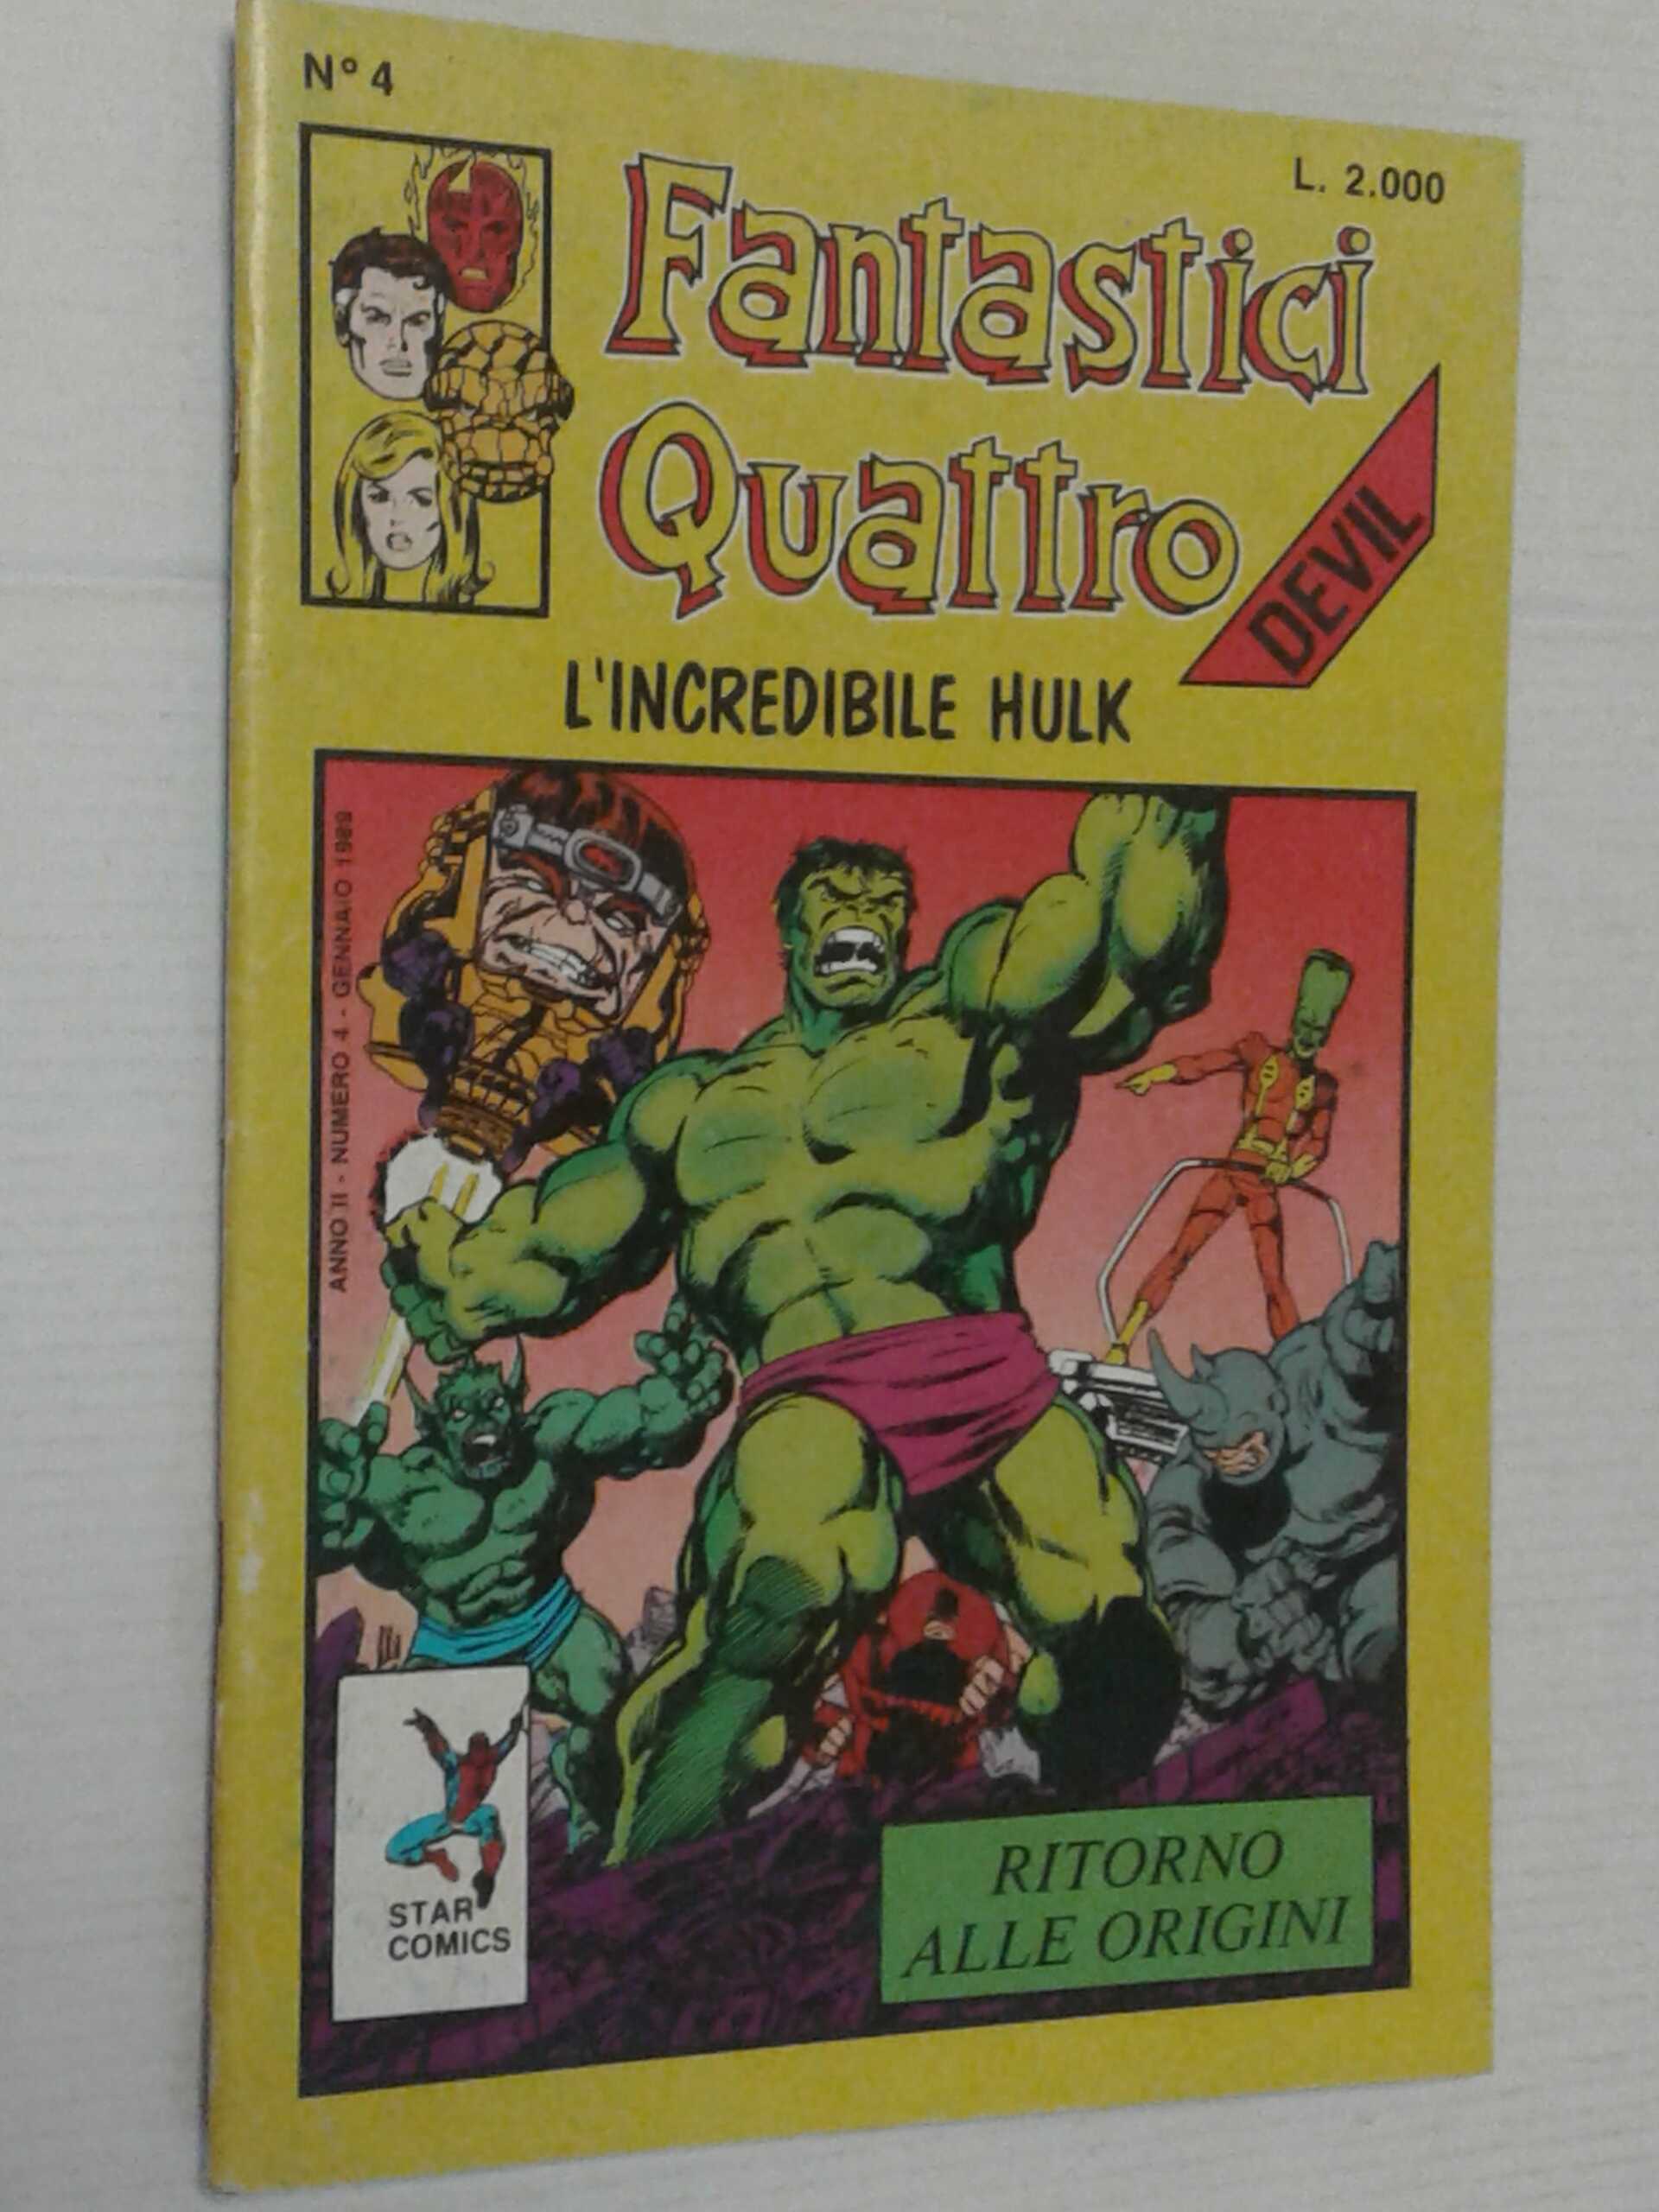 N° 4
L. 2.000
Fantastici
Quattro
DEVIL
L'INCREDIBILE HULK
ANNO II - NUMERO 4 - GENNAIO 1989
STAR
COMICS
RITORNO
ALLE ORIGINI